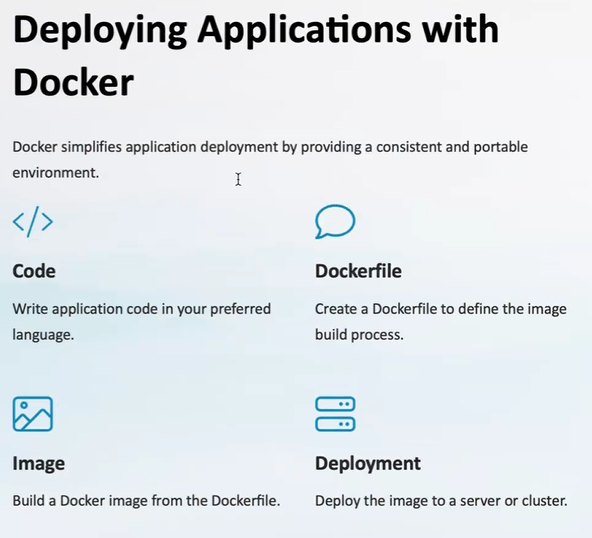 Deploying Applications with
Docker
Docker simplifies application deployment by providing a consistent and portable
environment.
Code
Write application code in your preferred
language.
Dockerfile
Create a Dockerfile to define the image
build process.
Image
Build a Docker image from the Dockerfile.
Deployment
Deploy the image to a server or cluster.